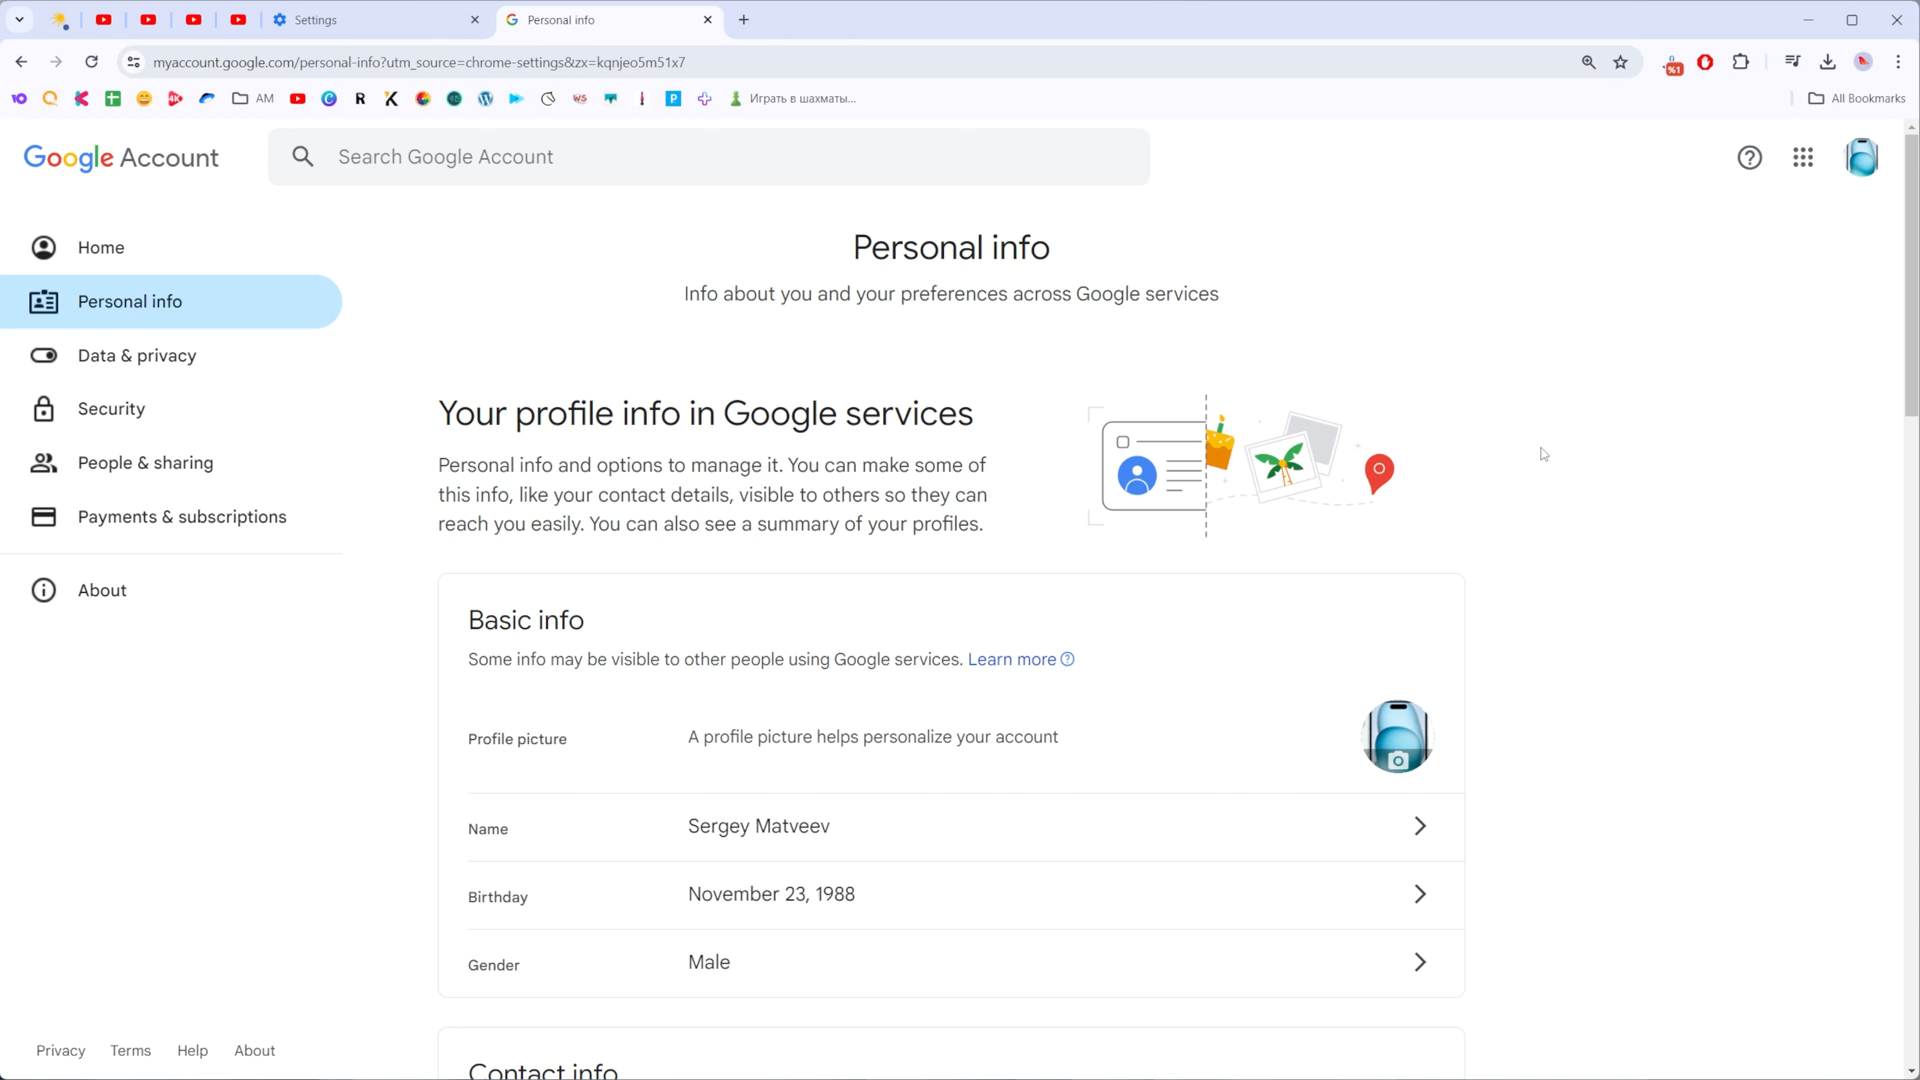 Settings
Personal info
myaccount.google.com/personal-info?utm_source=chrome-settings&zx=kqnjeo5m51x7
%1
AM
R
WS
P
Играть в шахматы...
All Bookmarks
Google Account
Search Google Account
Home
Personal info
Data & privacy
Security
People & sharing
Payments & subscriptions
About
Personal info
Info about you and your preferences across Google services
Your profile info in Google services
Personal info and options to manage it. You can make some of
this info, like your contact details, visible to others so they can
reach you easily. You can also see a summary of your profiles.
Basic info
Some info may be visible to other people using Google services. Learn more
Profile picture
A profile picture helps personalize your account
Name
Sergey Matveev
Birthday
November 23, 1988
Gender
Male
Contact info
Privacy
Terms
Help
About